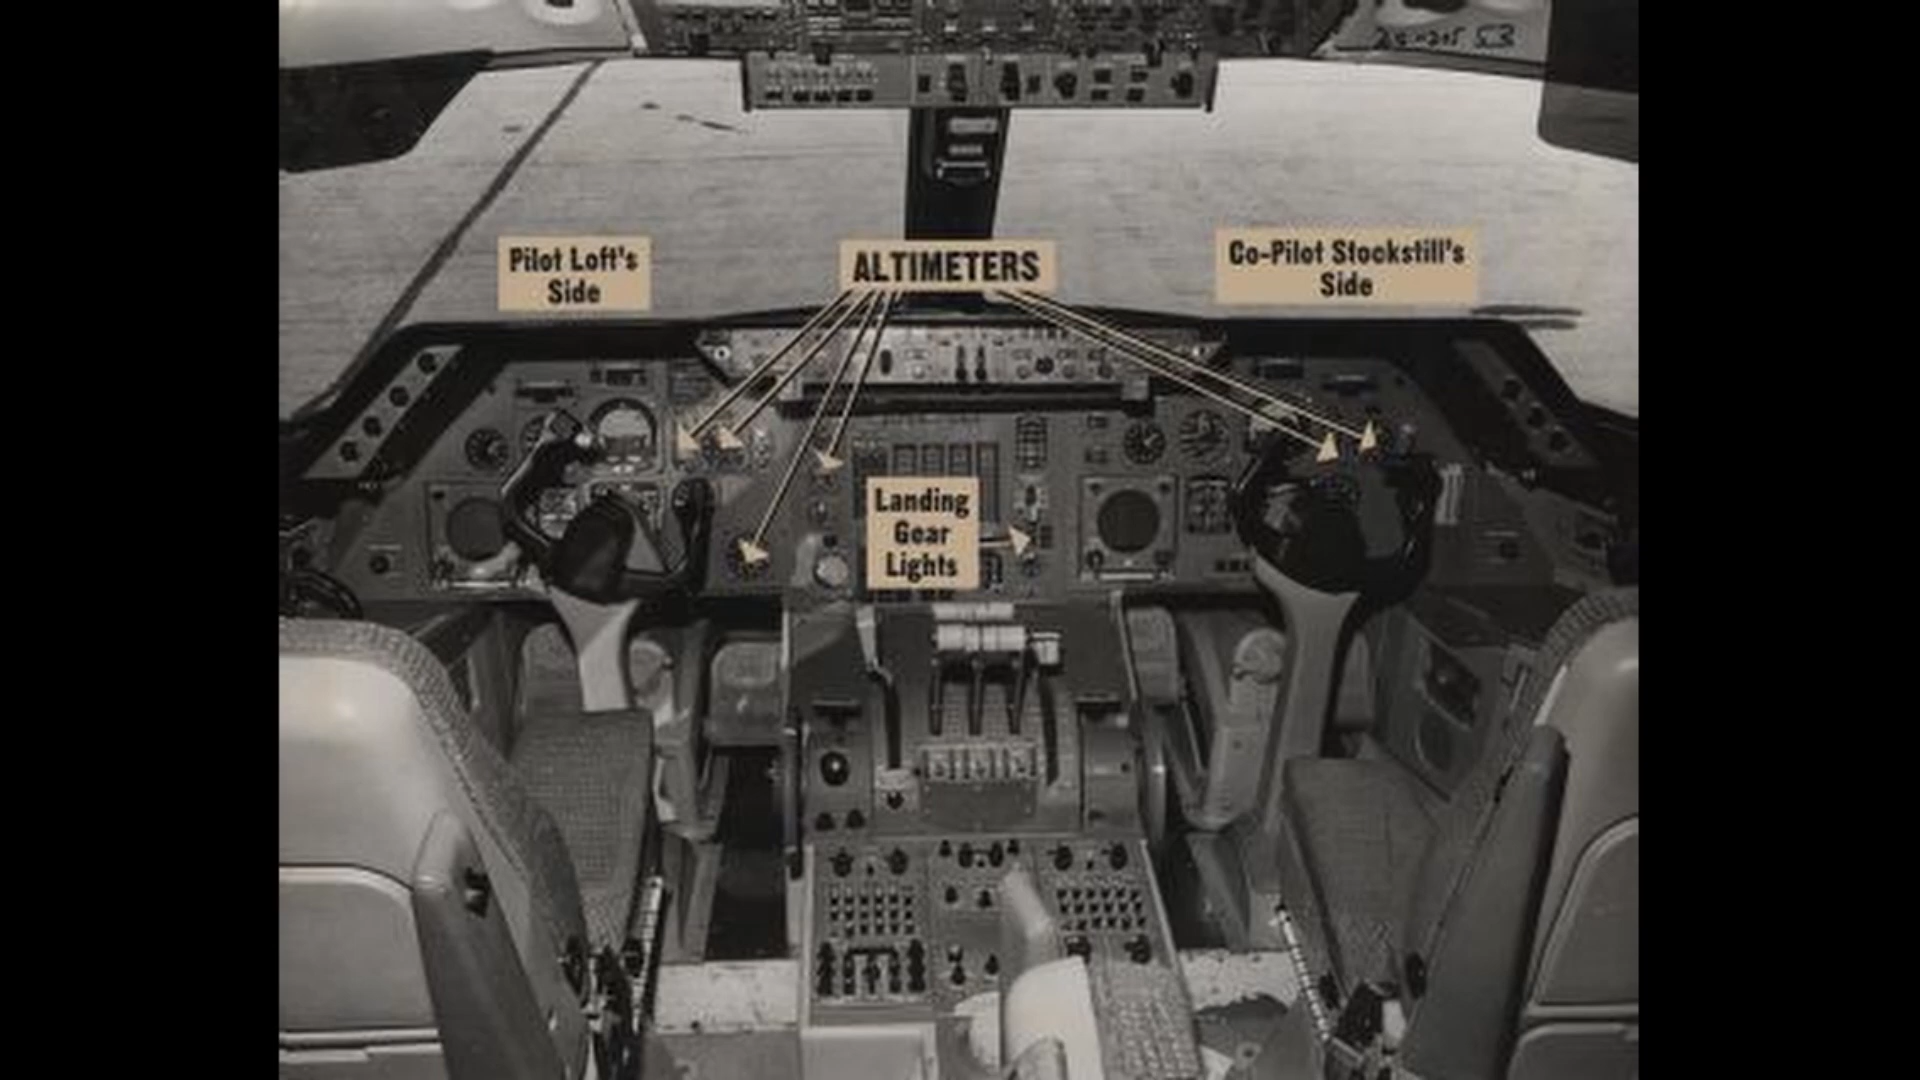 Pilot Loft's
Side
ALTIMETERS
Co-Pilot Stockstill's
Side
Landing
Gear
Lights